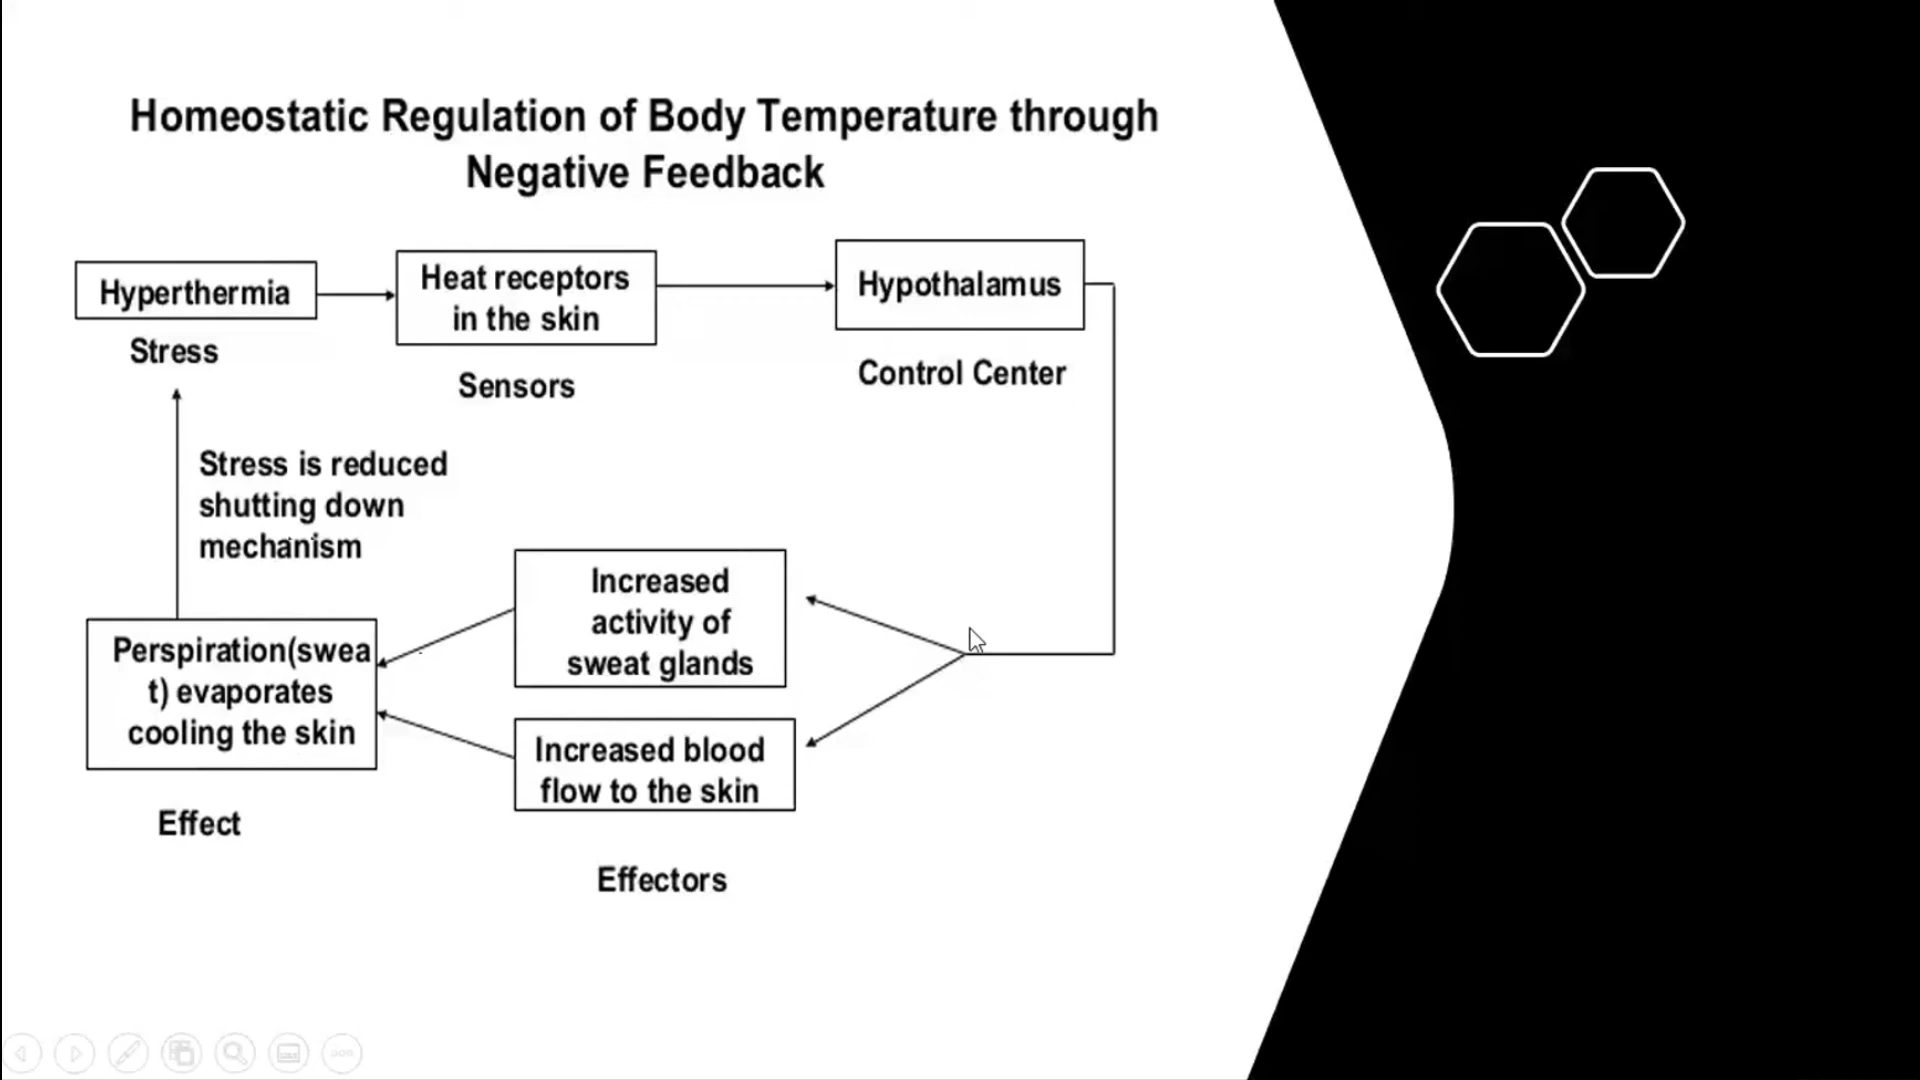 Homeostatic Regulation of Body Temperature through
Negative Feedback
Hyperthermia
Stress
Heat receptors
in the skin
Sensors
Hypothalamus
Control Center
Stress is reduced
shutting down
mechanism
Increased
activity of
sweat glands
Perspiration(swea
t) evaporates
cooling the skin
Increased blood
flow to the skin
Effect
Effectors